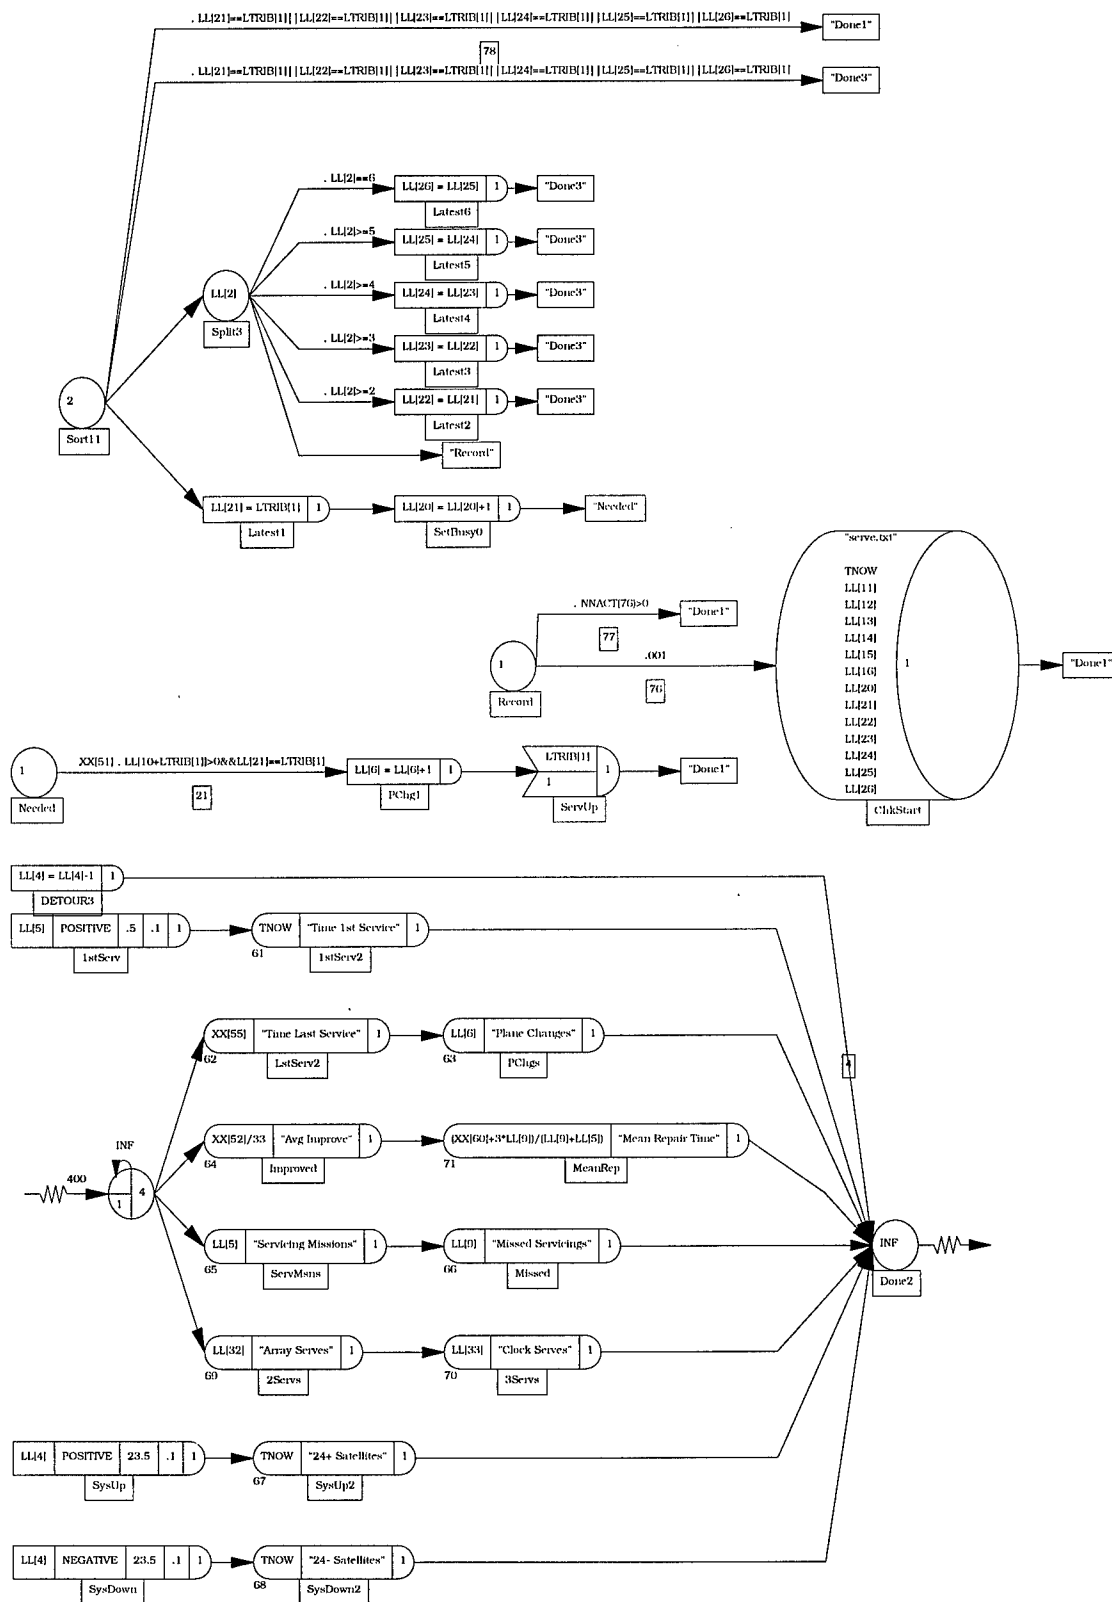 . LL[21]==LTRIB[1]||LL[22]==LTRIB[1]||LL[23]==LTRIB[1]||LL[24]==LTRIB[1]||LL[25]==LTRIB[1]||LL[26]==LTRIB[1]
"Done1"
78
. LL[21]==LTRIB[1]||LL[22]==LTRIB[1]||LL[23]==LTRIB[1]||LL[24]==LTRIB[1]||LL[25]==LTRIB[1]||LL[26]==LTRIB[1]
"Done3"
. LL[2]==6
LL[26] = LL[25] 1
"Done3"
Latest6
. LL[2]>=5
LL[25] = LL[24] 1
"Done3"
Latest5
LL[2]
. LL[2]>=4
LL[24] = LL[23] 1
"Done3"
Split3
Latest4
. LL[2]>=3
LL[23] = LL[22] 1
"Done3"
Latest3
2
. LL[2]>=2
LL[22] = LL[21] 1
"Done3"
Sort11
Latest2
"Record"
LL[21] = LTRIB[1] 1
LL[20] = LL[20]+1 1
"Needed"
Latest1
SetBusy0
"serve.txt"
TNOW
LL[11]
LL[12]
LL[13]
LL[14]
LL[15]
LL[16]
LL[20]
LL[21]
LL[22]
LL[23]
LL[24]
LL[25]
LL[26]
1
"Done1"
ChkStart
. NNACT(76)>0
"Done1"
77
1
.001
76
Record
1
XX[51] . LL[10+LTRIB[1]]>0&&LL[21]==LTRIB[1]
21
LL[6] = LL[6]+1 1
LTRIB[1]
1
1
"Done1"
Needed
PChg1
ServUp
LL[4] = LL[4]-1 1
DETOUR3
LL[5] POSITIVE .5 .1 1
TNOW "Time 1st Service" 1
1stServ
61
1stServ2
XX[55] "Time Last Service" 1
LL[6] "Plane Changes" 1
62
LstServ2
63
PChgs
4
INF
XX[52]/33 "Avg Improve" 1
(XX[60]+3*LL[9])/(LL[9]+LL[5]) "Mean Repair Time" 1
64
Improved
71
MeanRep
400
1
4
LL[5] "Servicing Missions" 1
LL[9] "Missed Servicings" 1
INF
65
ServMsns
66
Missed
Done2
LL[32] "Array Serves" 1
LL[33] "Clock Serves" 1
69
2Servs
70
3Servs
LL[4] POSITIVE 23.5 .1 1
TNOW "24+ Satellites" 1
SysUp
67
SysUp2
LL[4] NEGATIVE 23.5 .1 1
TNOW "24- Satellites" 1
SysDown
68
SysDown2